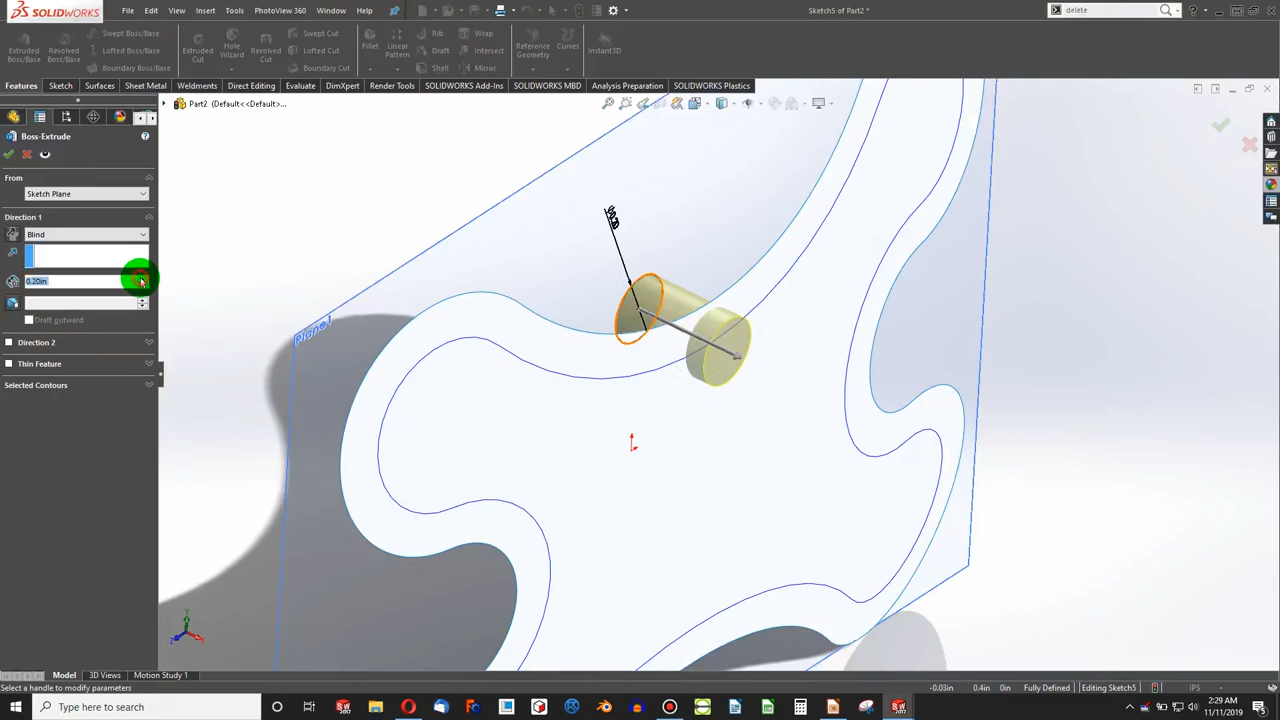 SOLIDWORKS
File Edit View Insert Tools PhotoView 360 Window Help
Sketch5 of Part2 *
delete
Extruded Boss/Base
Revolved Boss/Base
Swept Boss/Base
Lofted Boss/Base
Boundary Boss/Base
Extruded Cut
Hole Wizard
Revolved Cut
Swept Cut
Lofted Cut
Boundary Cut
Fillet
Linear Pattern
Rib
Draft
Shell
Wrap
Intersect
Mirror
Reference Geometry
Curves
Instant3D
Features Sketch Surfaces Sheet Metal Weldments Direct Editing Evaluate DimXpert Render Tools SOLIDWORKS Add-Ins SOLIDWORKS MBD Analysis Preparation SOLIDWORKS Plastics
Part2 (Default<<Default>...
Boss-Extrude
From
Sketch Plane
Direction 1
Blind
0.20in
Draft outward
Direction 2
Thin Feature
Selected Contours
Plane1
Y
X
Z
Model 3D Views Motion Study 1
Select a handle to modify parameters
-0.03in 0.4in 0in Fully Defined Editing Sketch5 IPS
Type here to search
2:29 AM
11/11/2019